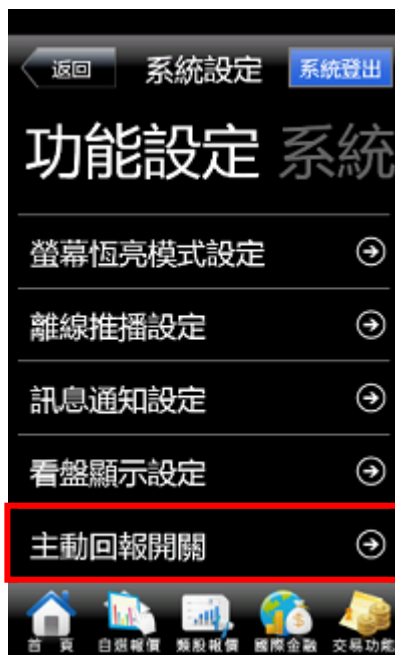 返回 系統設定 系統登出
功能設定 系統
螢幕恆亮模式設定
離線推播設定
訊息通知設定
看盤顯示設定
主動回報開關
首頁 自選報價 類股報價 國際金融 交易功能